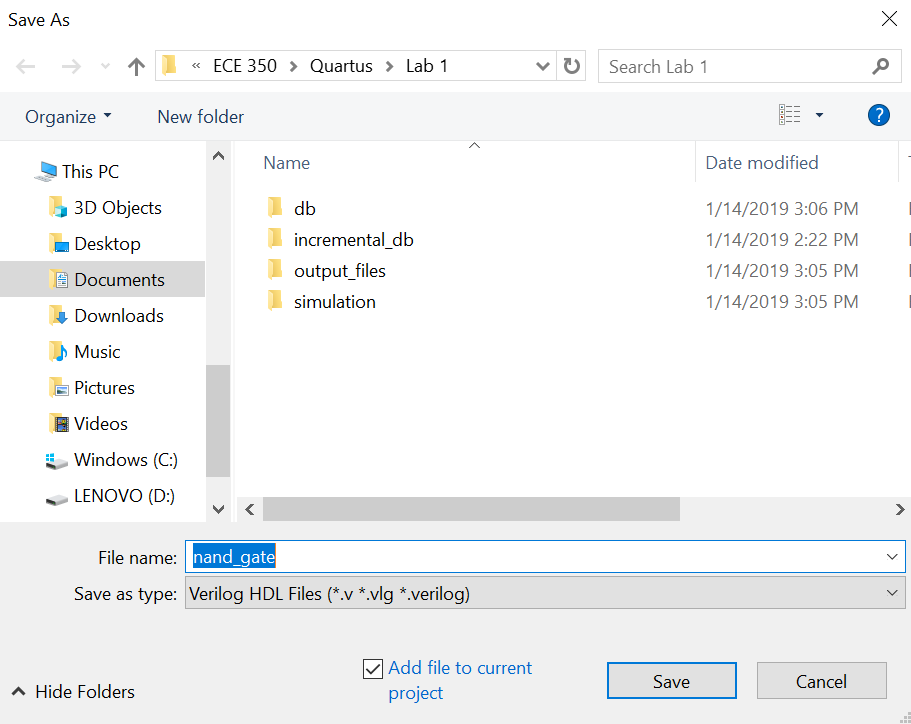 Save As
« ECE 350 > Quartus > Lab 1
Search Lab 1
Organize
New folder
?
This PC
3D Objects
Desktop
Documents
Downloads
Music
Pictures
Videos
Windows (C:)
LENOVO (D:)
Name Date modified
db 1/14/2019 3:06 PM
incremental_db 1/14/2019 2:22 PM
output_files 1/14/2019 3:05 PM
simulation 1/14/2019 3:05 PM
File name: nand_gate
Save as type: Verilog HDL Files (*.v *.vlg *.verilog)
Add file to current
project
Hide Folders
Save
Cancel